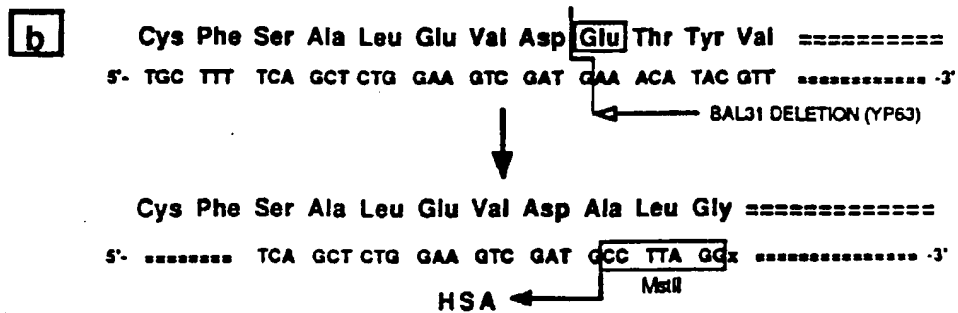 b
Cys Phe Ser Ala Leu Glu Val Asp Glu Thr Tyr Val ==========
5'- TGC TTT TCA GCT CTG GAA GTC GAT GAA ACA TAC GTT ============ -3'
BAL31 DELETION (YP63)
Cys Phe Ser Ala Leu Glu Val Asp Ala Leu Gly =============
5'- ======== TCA GCT CTG GAA GTC GAT GCC TTA GGx =============== -3'
MstII
HSA